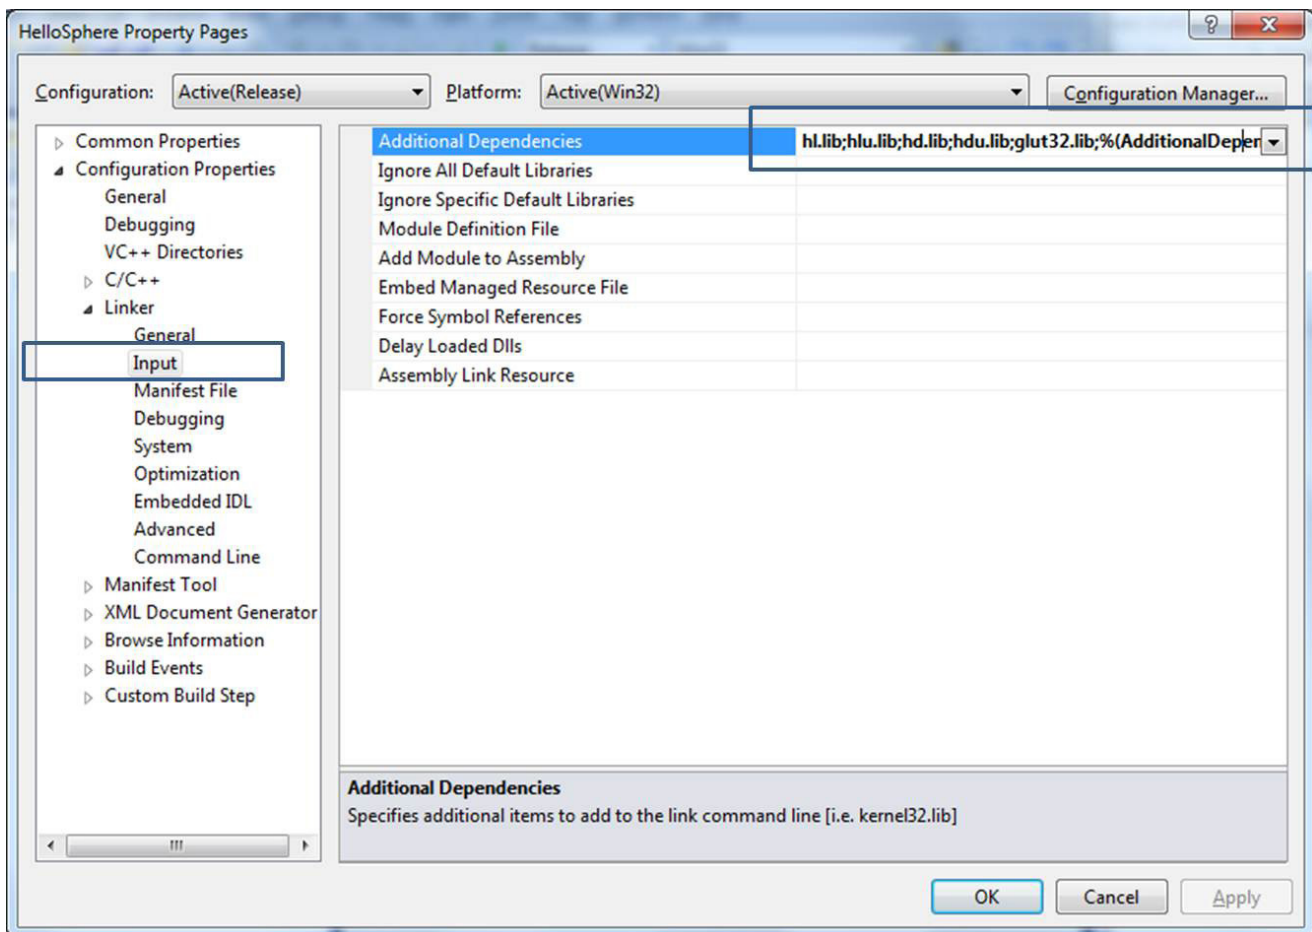 HelloSphere Property Pages
Configuration: Active(Release) Platform: Active(Win32) Configuration Manager...
Common Properties
Configuration Properties
General
Debugging
VC++ Directories
C/C++
Linker
General
Input
Manifest File
Debugging
System
Optimization
Embedded IDL
Advanced
Command Line
Manifest Tool
XML Document Generator
Browse Information
Build Events
Custom Build Step
Additional Dependencies hl.lib;hlu.lib;hd.lib;hdu.lib;glut32.lib;%(AdditionalDepen
Ignore All Default Libraries
Ignore Specific Default Libraries
Module Definition File
Add Module to Assembly
Embed Managed Resource File
Force Symbol References
Delay Loaded Dlls
Assembly Link Resource
Additional Dependencies
Specifies additional items to add to the link command line [i.e. kernel32.lib]
OK Cancel Apply